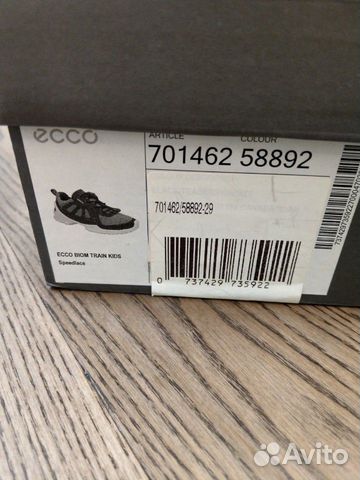 ecco
ARTICLE COLOUR
701462 58892
701462/58892-29
ECCO BIOM TRAIN KIDS
Speedlace
0 737429 735922
Avito